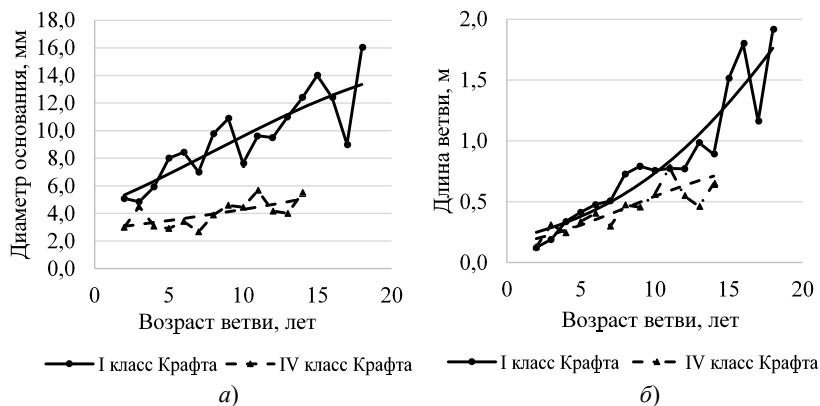 Диаметр основания, мм
18,0
16,0
14,0
12,0
10,0
8,0
6,0
4,0
2,0
0,0
0 5 10 15 20
Возраст ветви, лет
I класс Крафта IV класс Крафта
а)
Длина ветви, м
2,0
1,5
1,0
0,5
0,0
0 5 10 15 20
Возраст ветви, лет
I класс Крафта IV класс Крафта
б)